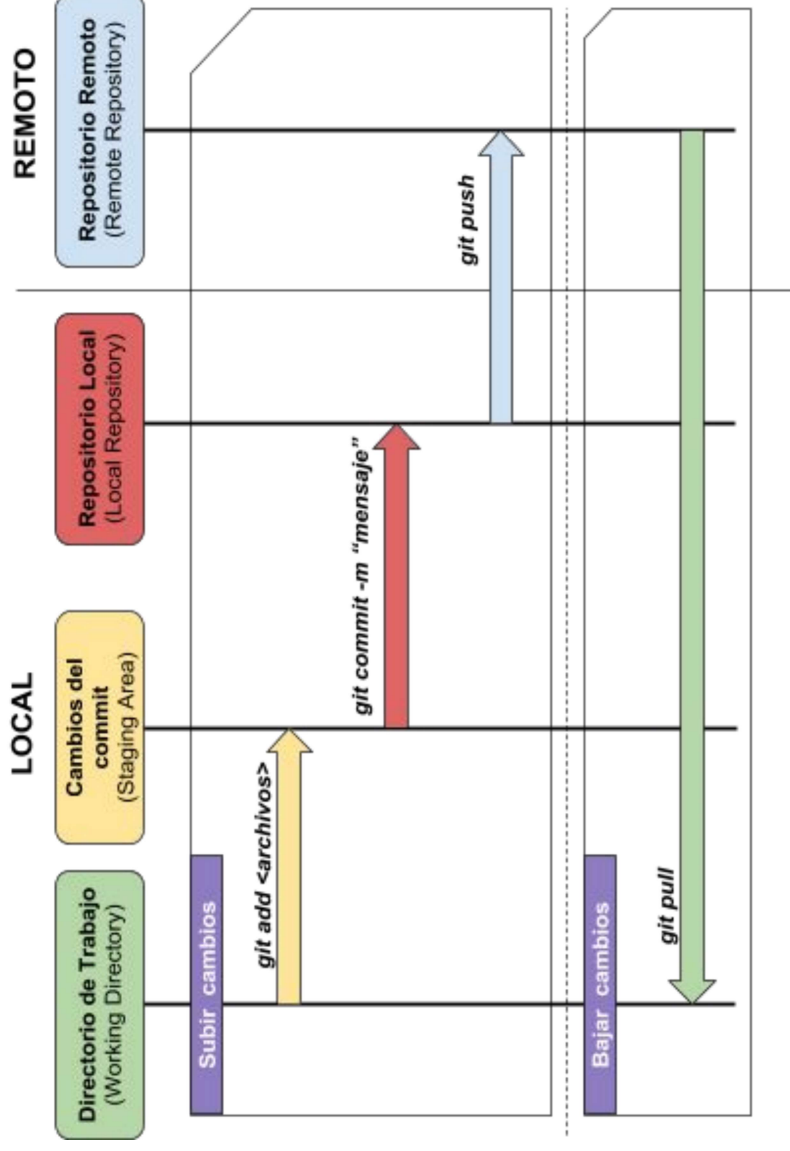 LOCAL
REMOTO
Directorio de Trabajo
(Working Directory)
Cambios del
commit
(Staging Area)
Repositorio Local
(Local Repository)
Repositorio Remoto
(Remote Repository)
Subir cambios
git add <archivos>
git commit -m “mensaje”
git push
Bajar cambios
git pull